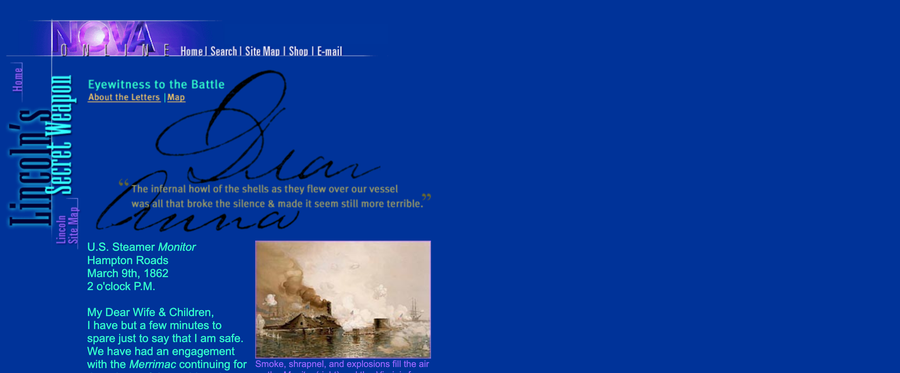 NOVA
ONLINE
Home | Search | Site Map | Shop | E-mail
Home
Lincoln's
Secret Weapon
Lincoln
Site Map
Eyewitness to the Battle
About the Letters | Map
Dear
Anna
“The infernal howl of the shells as they flew over our vessel
was all that broke the silence & made it seem still more terrible.”
U.S. Steamer Monitor
Hampton Roads
March 9th, 1862
2 o'clock P.M.
My Dear Wife & Children,
I have but a few minutes to
spare just to say that I am safe.
We have had an engagement
with the Merrimac continuing for
Smoke, shrapnel, and explosions fill the air